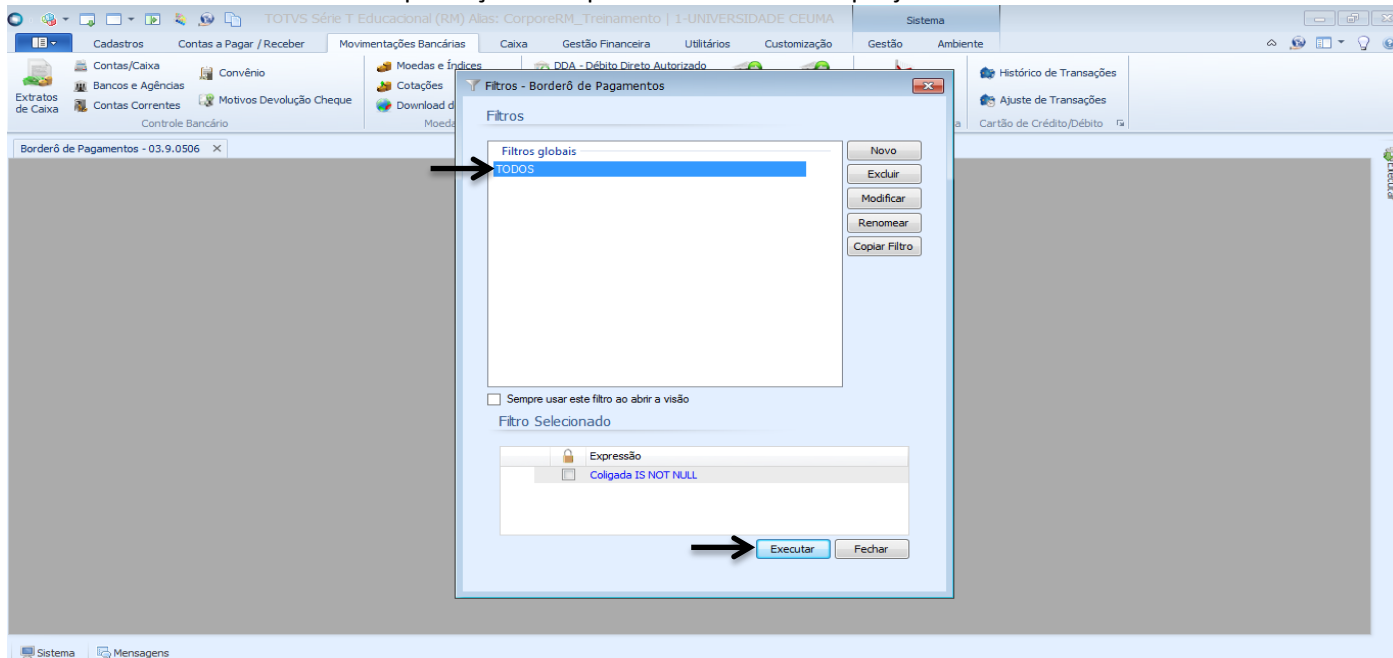 TOTVS Série T Educacional (RM) Alias: CorporeRM_Treinamento | 1-UNIVERSIDADE CEUMA
Sistema
Cadastros Contas a Pagar / Receber Movimentações Bancárias Caixa Gestão Financeira Utilitários Customização Gestão Ambiente
Extratos de Caixa
Contas/Caixa
Bancos e Agências
Contas Correntes
Convênio
Motivos Devolução Cheque
Controle Bancário
Moedas e Índices
Cotações
Download d
Moeda
DDA - Débito Direto Autorizado
Histórico de Transações
Ajuste de Transações
Cartão de Crédito/Débito
Borderô de Pagamentos - 03.9.0506
Executar
Filtros - Borderô de Pagamentos
Filtros
Filtros globais
TODOS
Novo
Excluir
Modificar
Renomear
Copiar Filtro
Sempre usar este filtro ao abrir a visão
Filtro Selecionado
Expressão
Coligada IS NOT NULL
Executar Fechar
Sistema Mensagens